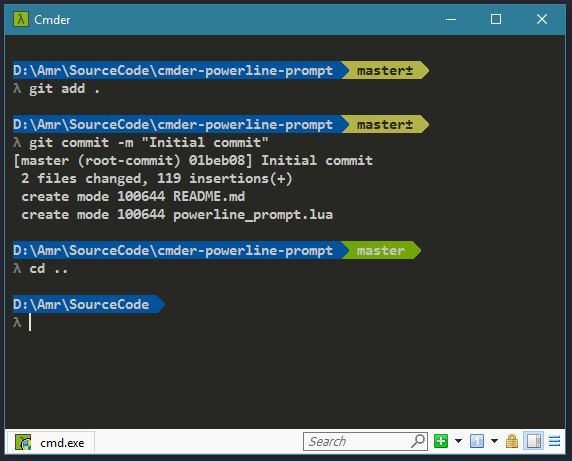 λ Cmder
D:\Amr\SourceCode\cmder-powerline-prompt master±
λ git add .
D:\Amr\SourceCode\cmder-powerline-prompt master±
λ git commit -m "Initial commit"
[master (root-commit) 01beb08] Initial commit
2 files changed, 119 insertions(+)
create mode 100644 README.md
create mode 100644 powerline_prompt.lua
D:\Amr\SourceCode\cmder-powerline-prompt master
λ cd ..
D:\Amr\SourceCode
λ
cmd.exe Search